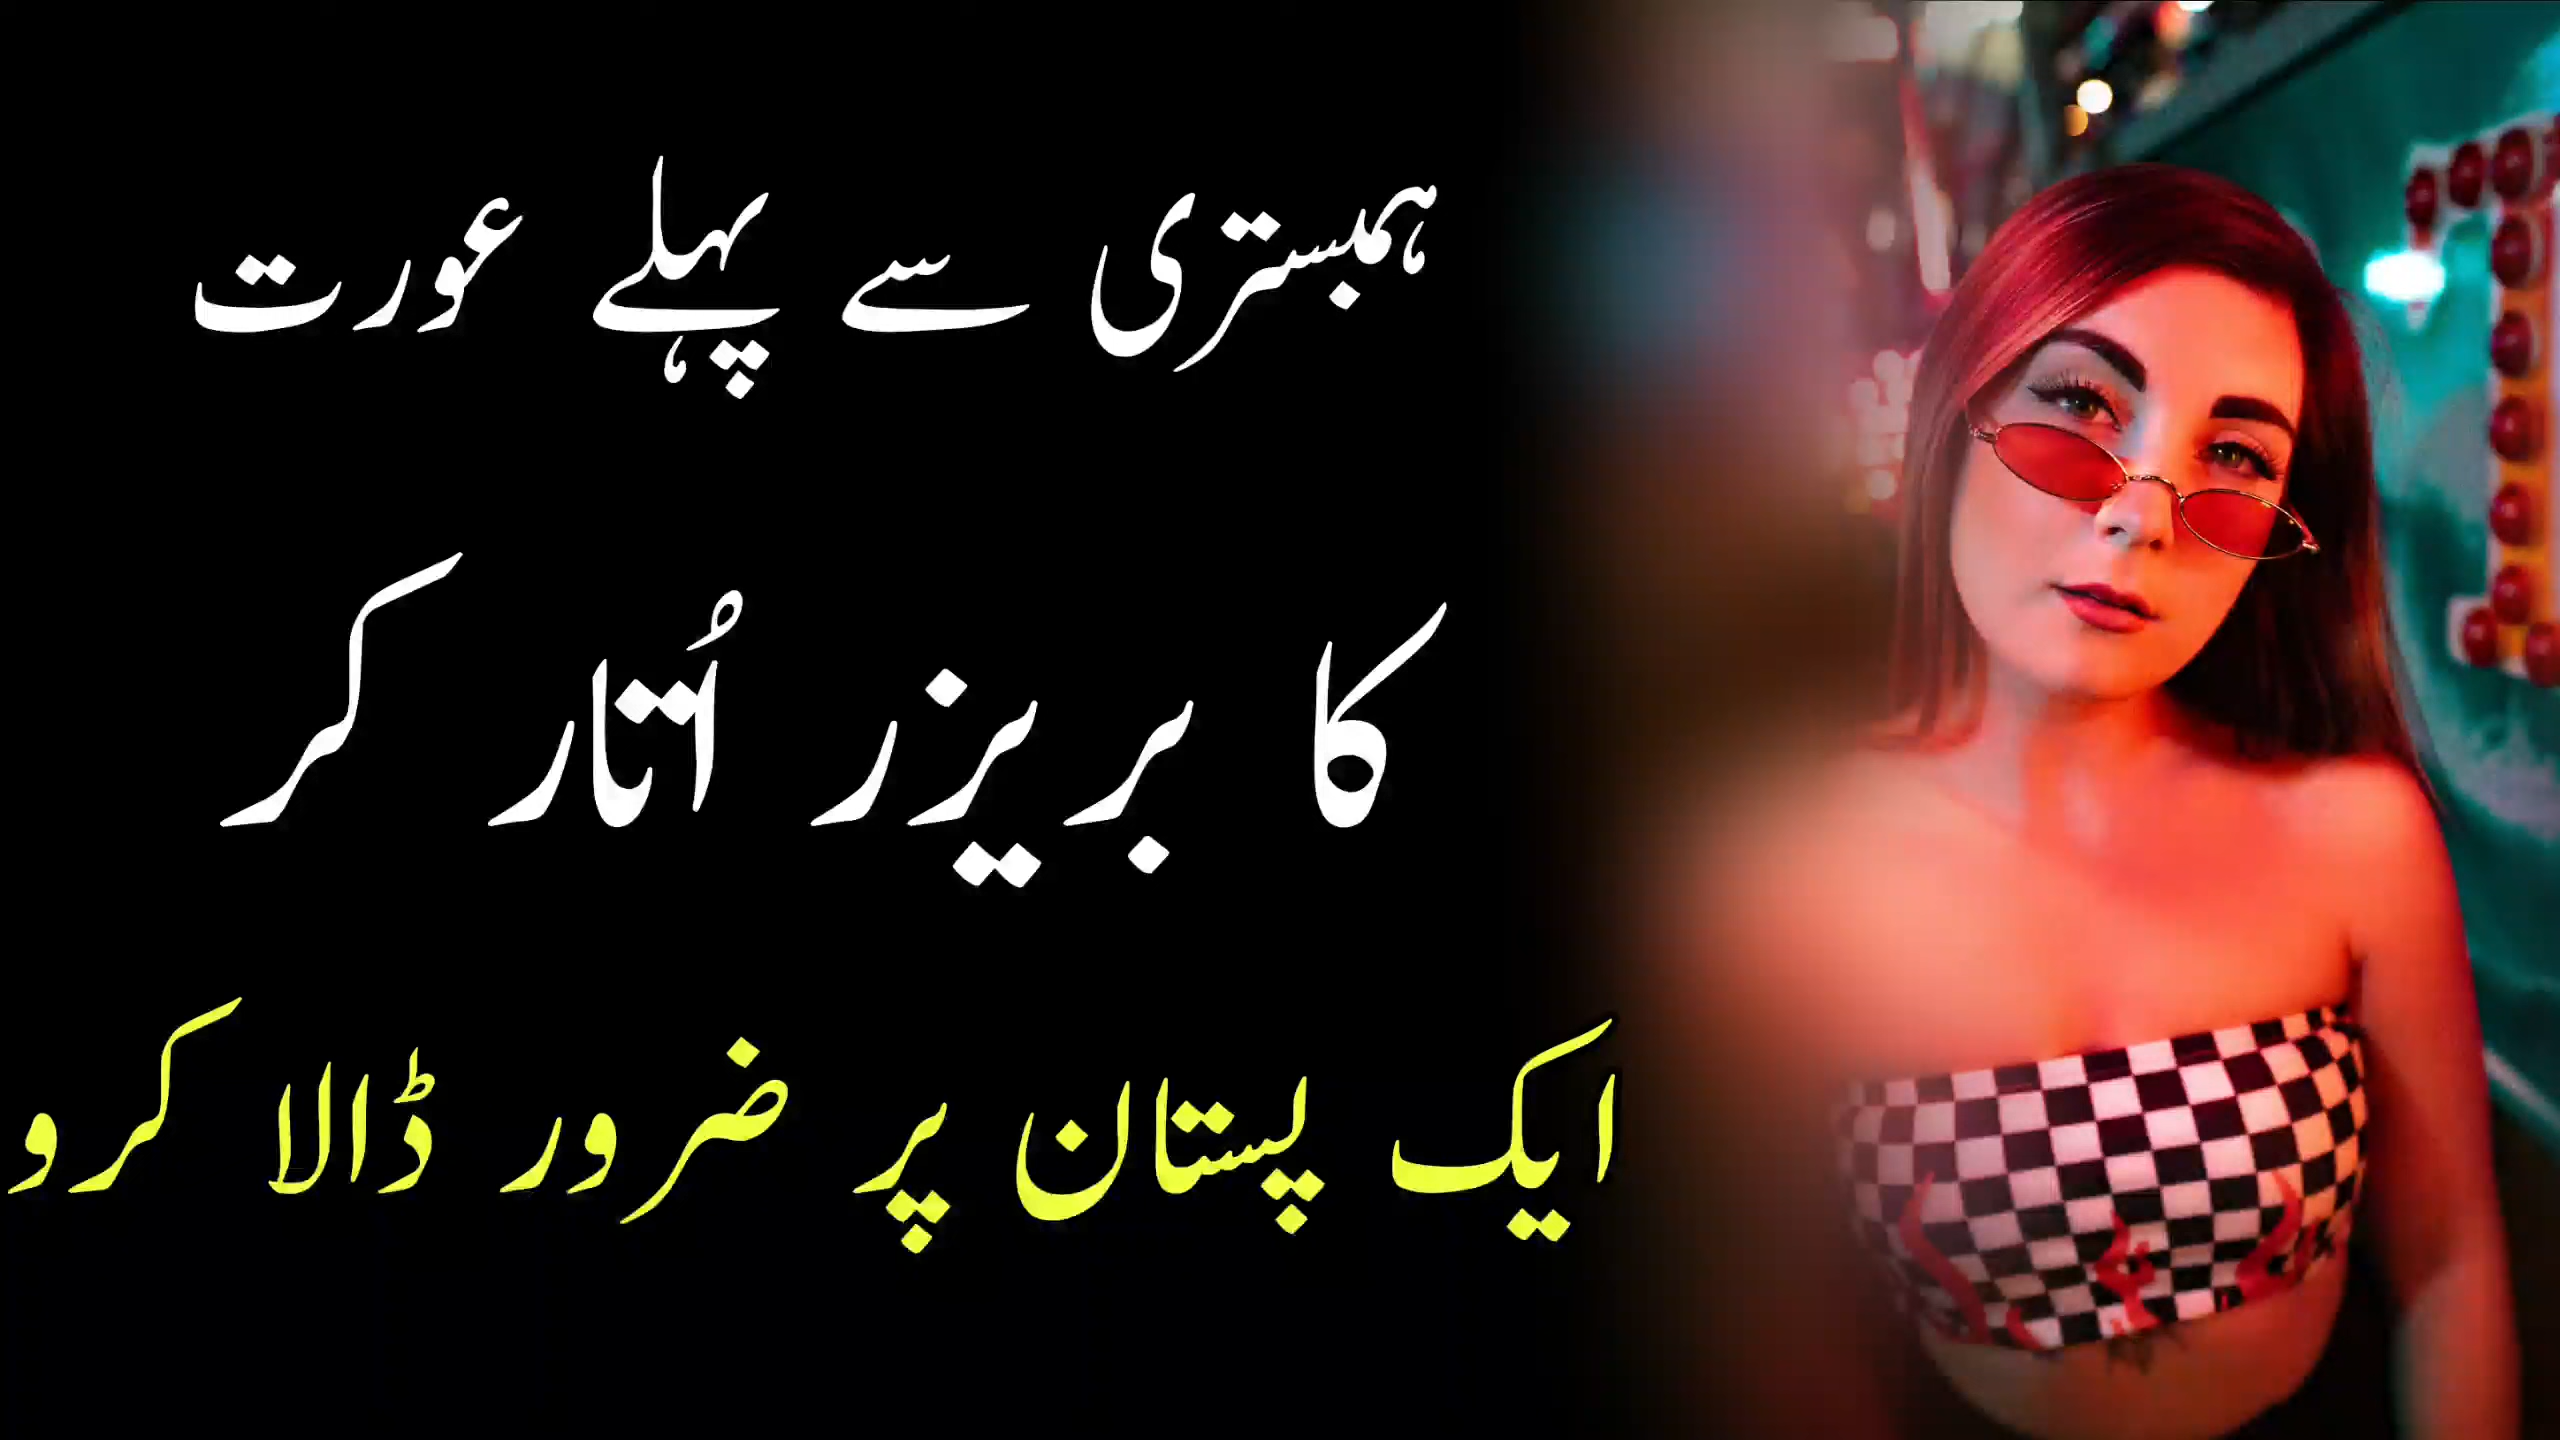 ہمبستری سے پہلے عورت
کا بریزر اُتار کر
ایک پستان پر ضرور ڈالا کرو